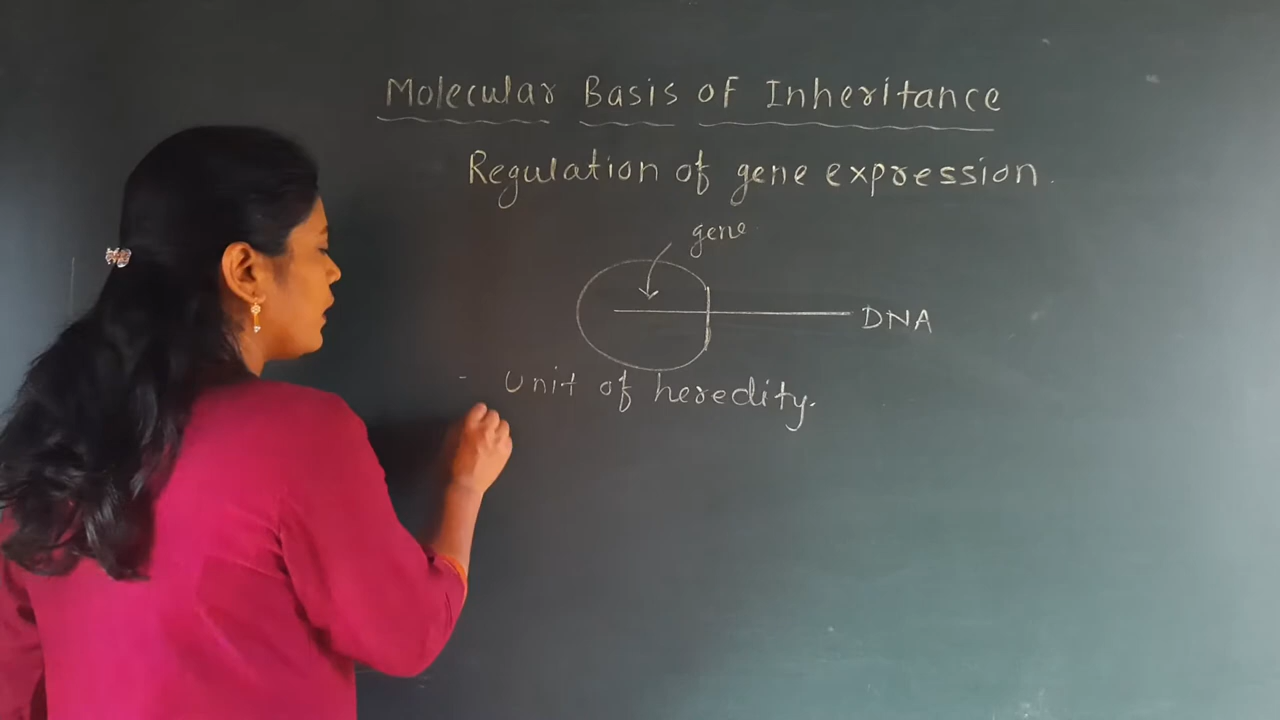 Molecular Basis of Inheritance
Regulation of gene expression.
gene
DNA
- Unit of heredity.